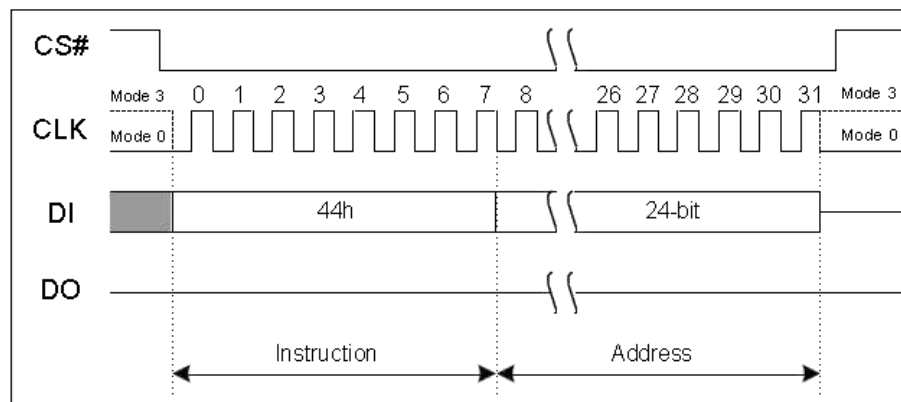 CS#
Mode 3 0 1 2 3 4 5 6 7 8 26 27 28 29 30 31 Mode 3
CLK
Mode 0 Mode 0
DI 44h 24-bit
DO
Instruction Address